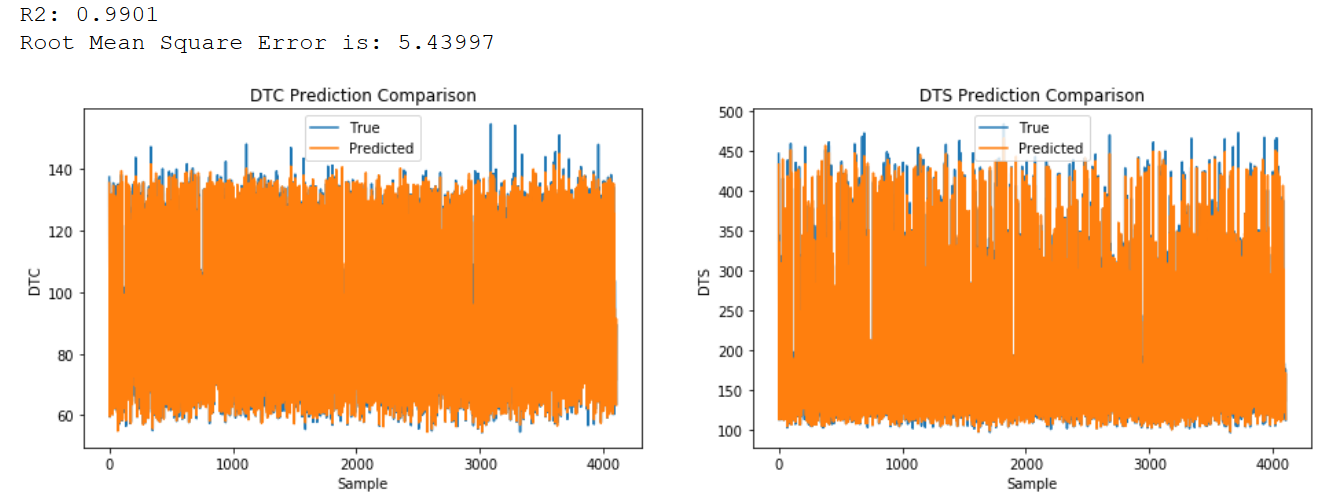 R2: 0.9901
Root Mean Square Error is: 5.43997
DTC Prediction Comparison
True
Predicted
140
120
100
80
60
DTC
0
1000
2000
3000
4000
Sample
DTS Prediction Comparison
True
Predicted
500
450
400
350
300
250
200
150
100
DTS
0
1000
2000
3000
4000
Sample